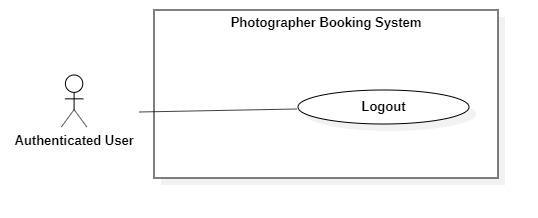 Photographer Booking System
Logout
Authenticated User